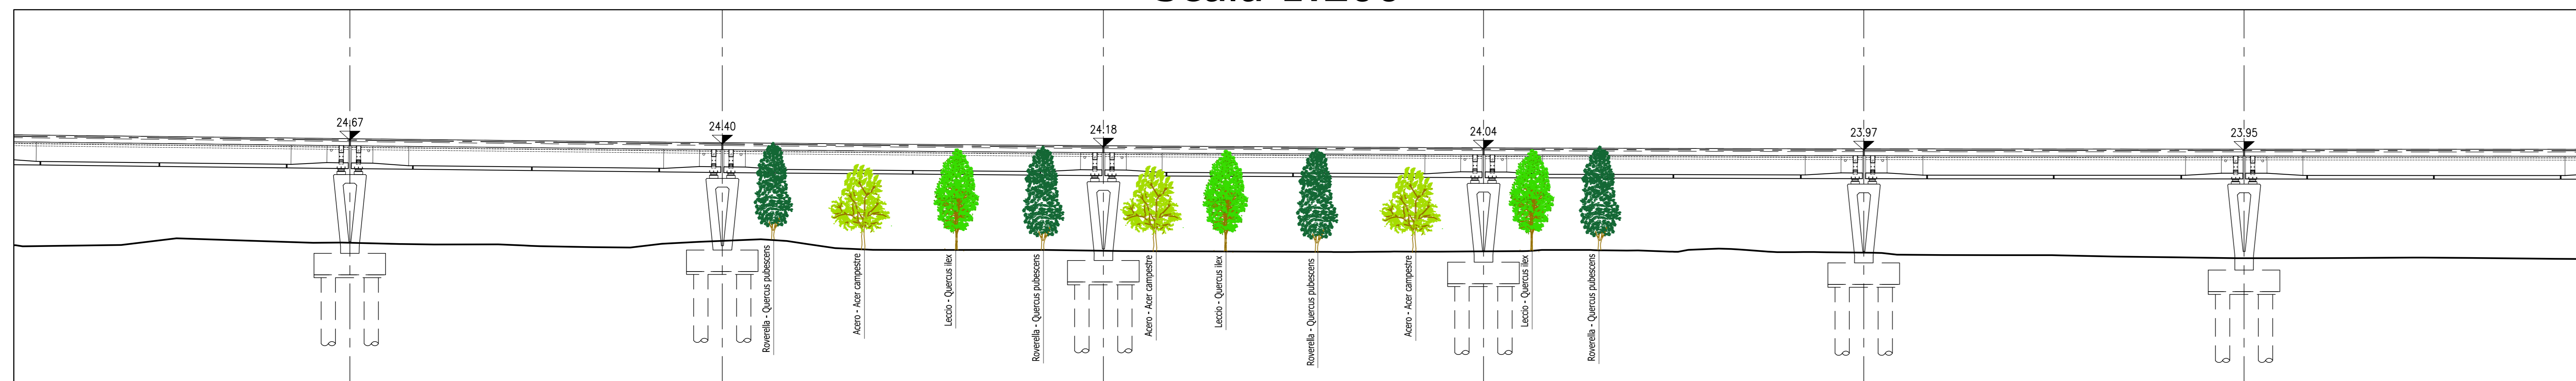 24.67
24.40
24.18
24.04
23.97
23.95
Roverella - Quercus pubescens
Acero - Acer campestre
Leccio - Quercus ilex
Roverella - Quercus pubescens
Acero - Acer campestre
Leccio - Quercus ilex
Roverella - Quercus pubescens
Acero - Acer campestre
Leccio - Quercus ilex
Roverella - Quercus pubescens